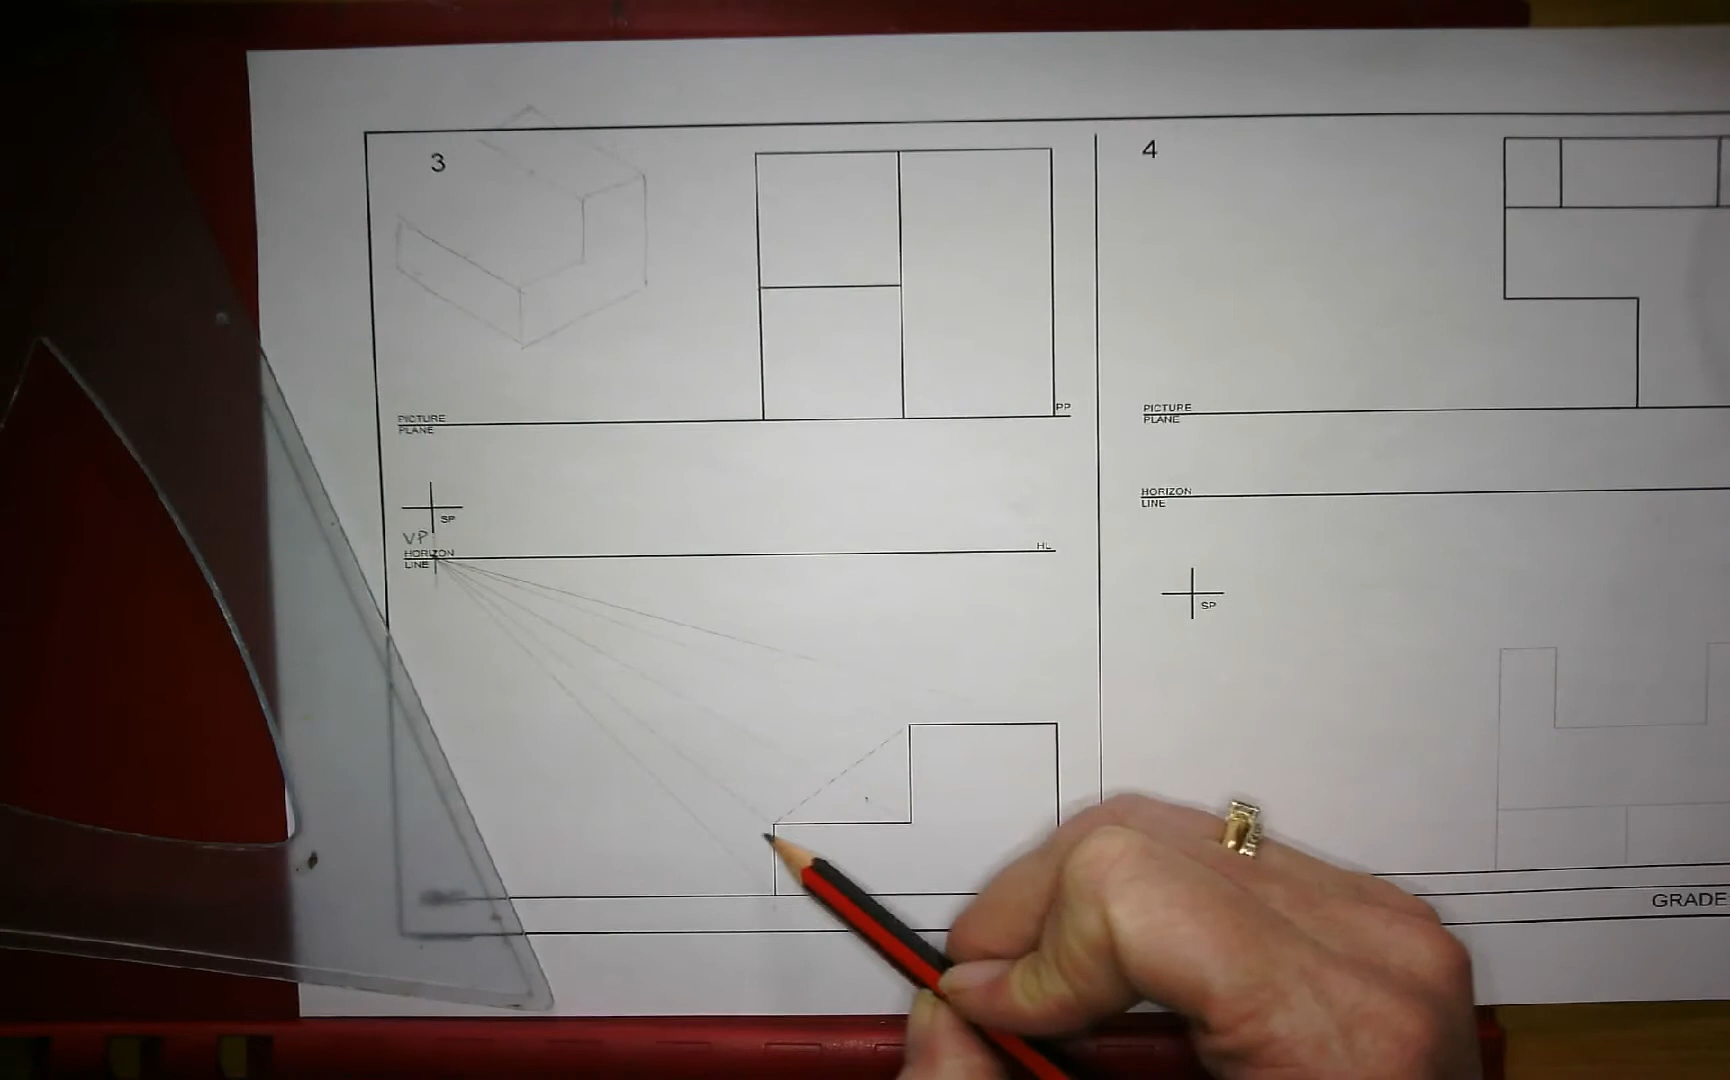 3
4
PICTURE
PLANE
PP
PICTURE
PLANE
SP
VP
HORIZON
LINE
HL
HORIZON
LINE
SP
GRADE